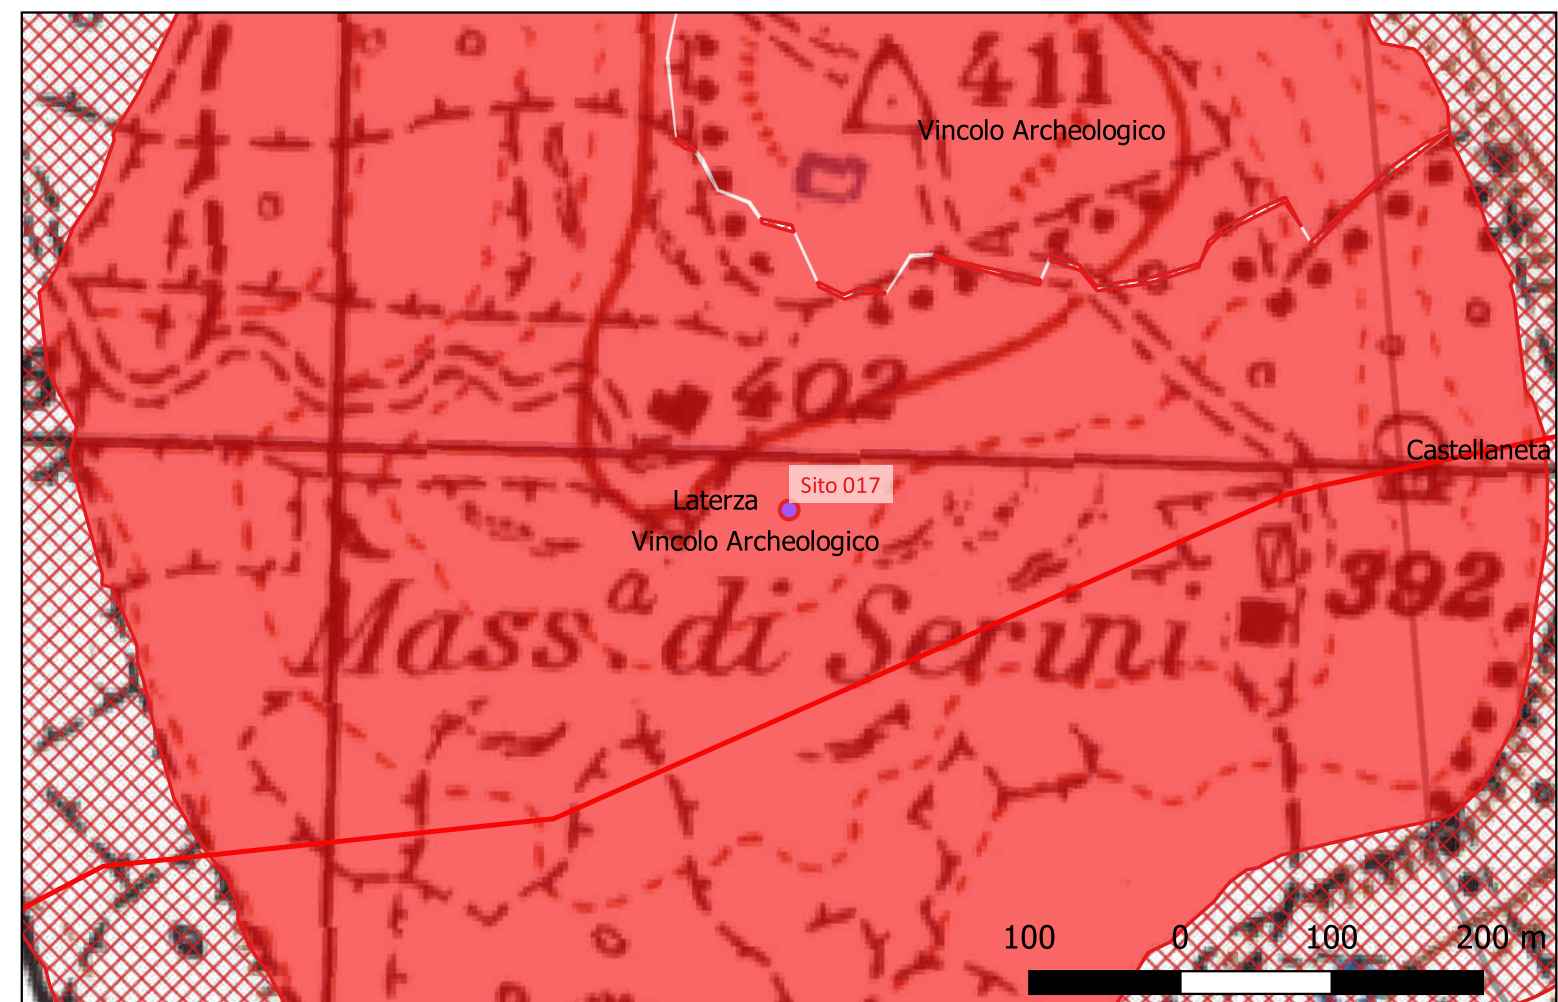 411
Vincolo Archeologico
402
Castellaneta
Sito 017
Laterza
Vincolo Archeologico
Mass.a di Serini
392
100 0 100 200 m